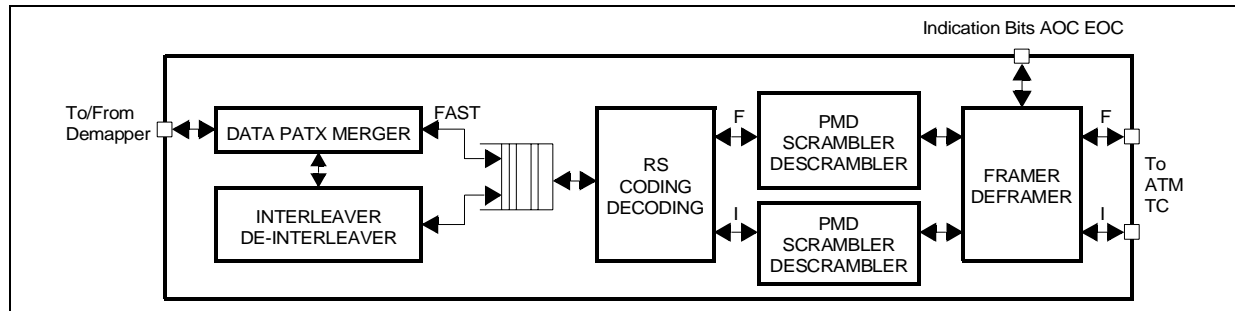 Indication Bits AOC EOC
To/From
Demapper
DATA PATX MERGER
FAST
INTERLEAVER
DE-INTERLEAVER
RS
CODING
DECODING
F
I
PMD
SCRAMBLER
DESCRAMBLER
PMD
SCRAMBLER
DESCRAMBLER
FRAMER
DEFRAMER
F
I
To
ATM
TC